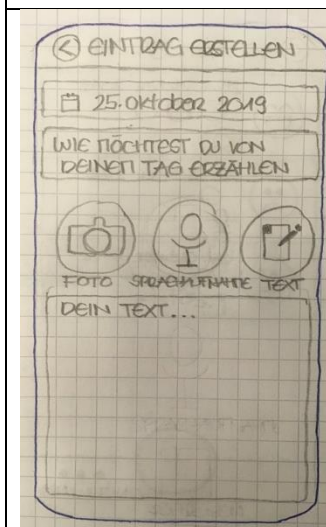 EINTRAG ERSTELLEN
25. Oktober 2019
WIE MÖCHTEST DU VON
DEINEM TAG ERZÄHLEN
FOTO SPRACHAUFNAHME TEXT
DEIN TEXT...